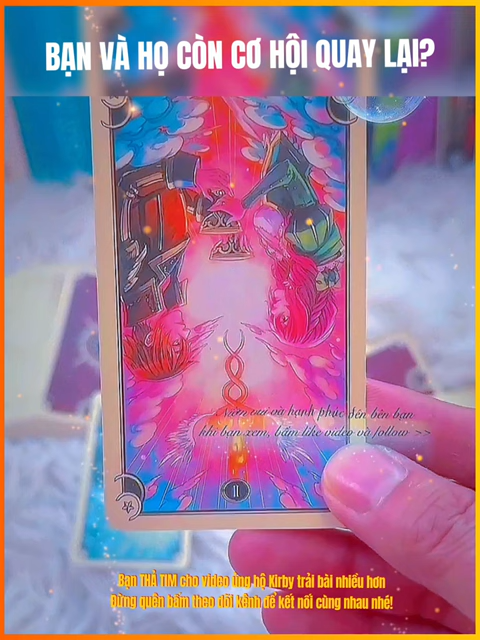 BẠN VÀ HỌ CÒN CƠ HỘI QUAY LẠI?
II
Niềm vui và hạnh phúc đến bên bạn
khi bạn xem, bấm like video và follow >>
Bạn THẢ TIM cho video ủng hộ Kirby trải bài nhiều hơn
Đừng quên bấm theo dõi kênh để kết nối cùng nhau nhé!